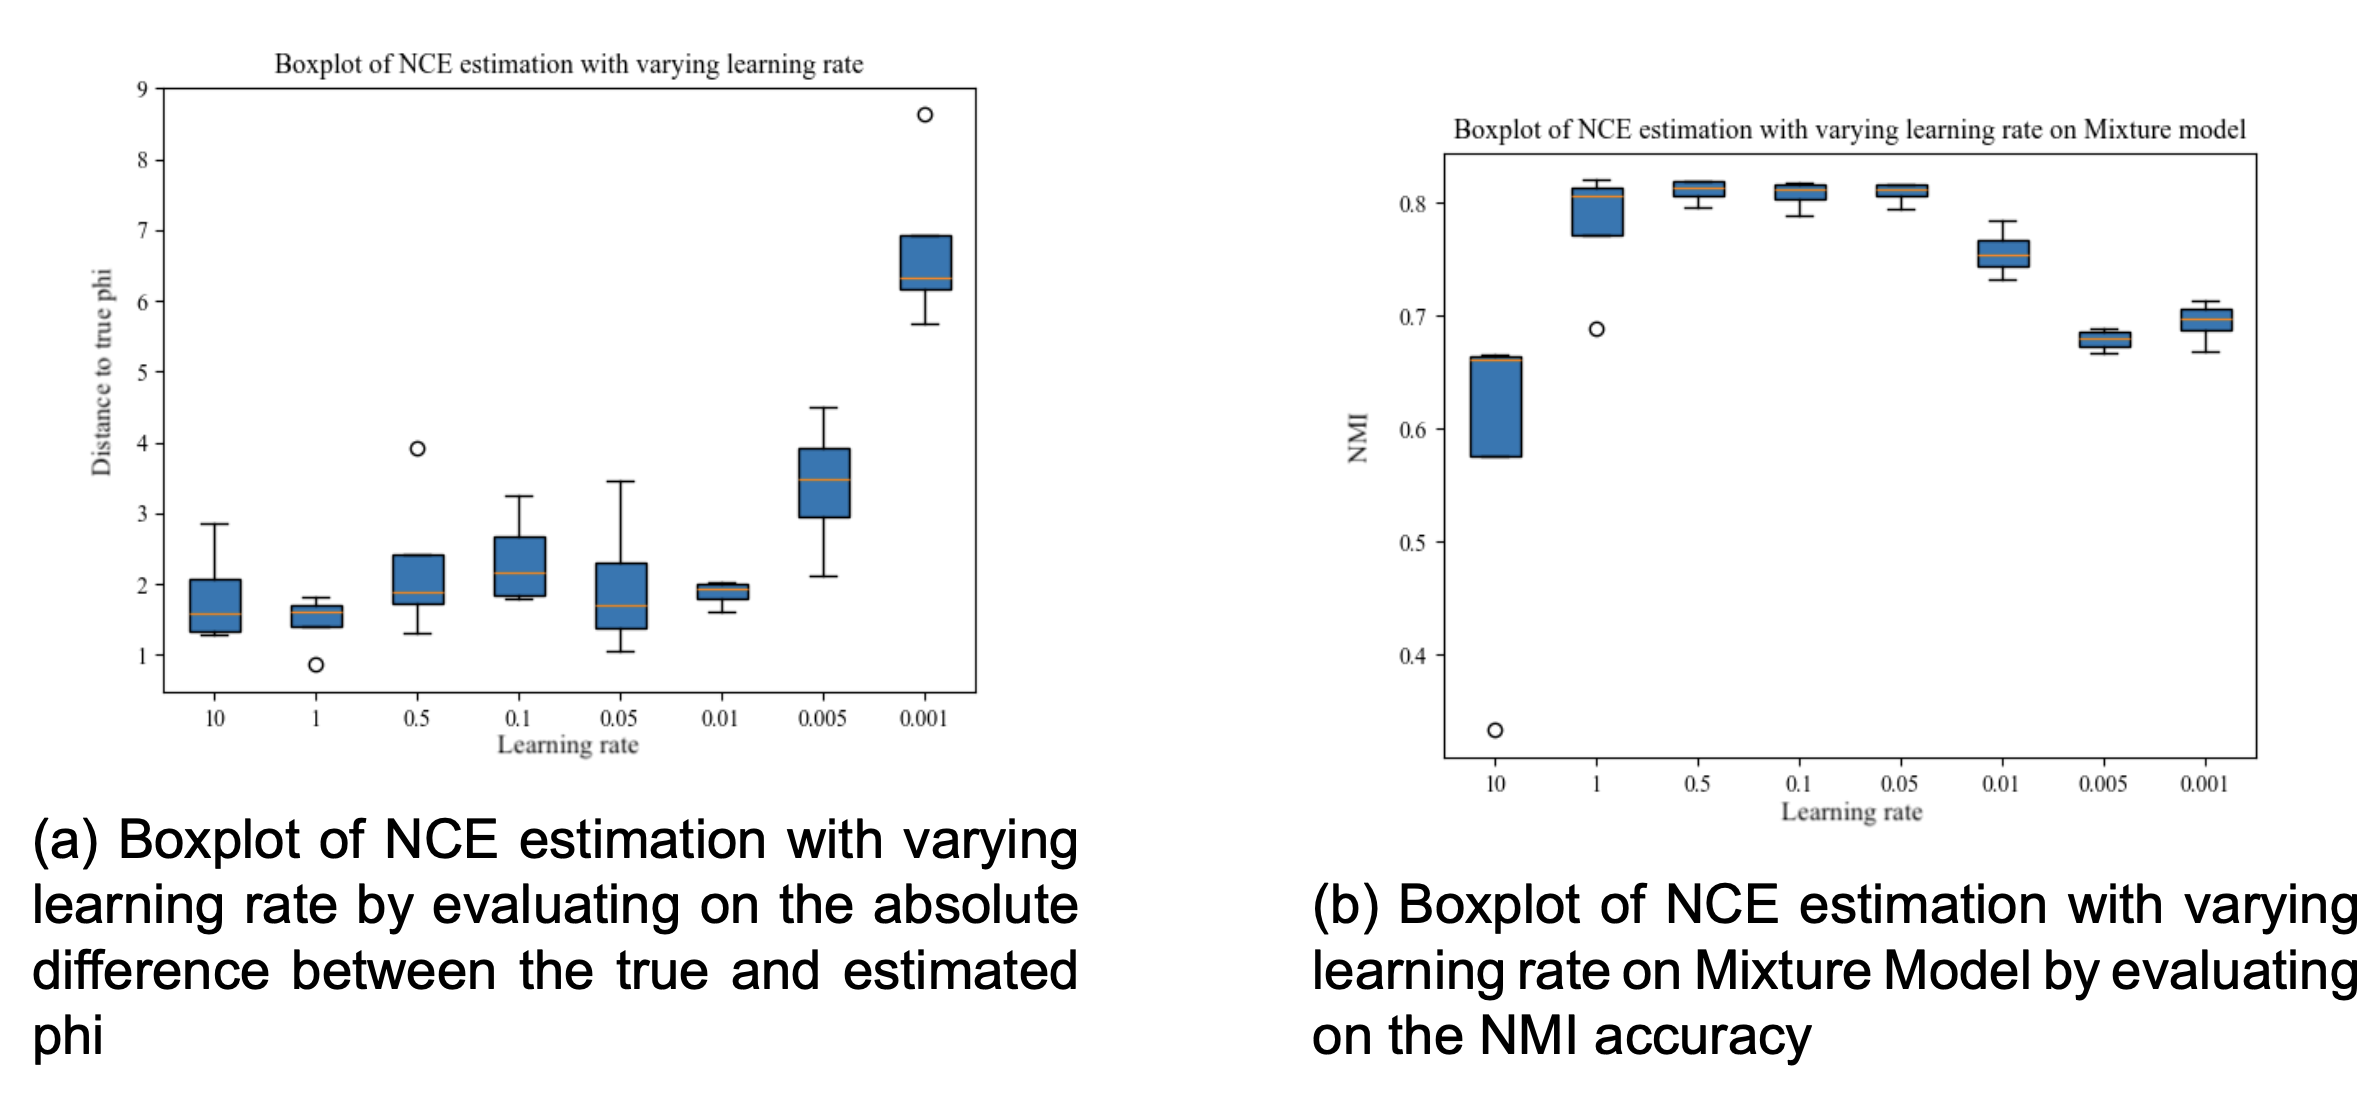 Boxplot of NCE estimation with varying learning rate
9
8
7
6
5
4
3
2
1
Distance to true phi
10 1 0.5 0.1 0.05 0.01 0.005 0.001
Learning rate
(a) Boxplot of NCE estimation with varying
learning rate by evaluating on the absolute
difference between the true and estimated
phi
Boxplot of NCE estimation with varying learning rate on Mixture model
0.8
0.7
0.6
0.5
0.4
NMI
10 1 0.5 0.1 0.05 0.01 0.005 0.001
Learning rate
(b) Boxplot of NCE estimation with varying
learning rate on Mixture Model by evaluating
on the NMI accuracy